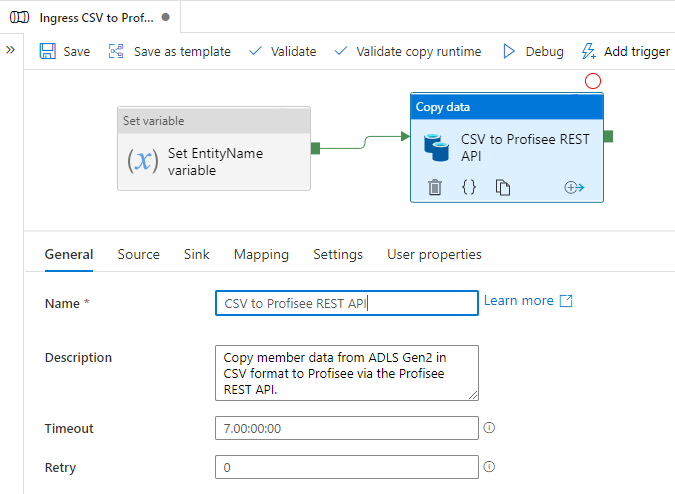 Ingress CSV to Prof...
Save
Save as template
Validate
Validate copy runtime
Debug
Add trigger
Set variable
(x)
Set EntityName
variable
Copy data
CSV to Profisee REST
API
{}
General
Source
Sink
Mapping
Settings
User properties
Name *
CSV to Profisee REST API
Learn more
Description
Copy member data from ADLS Gen2 in
CSV format to Profisee via the Profisee
REST API.
Timeout
7.00:00:00
Retry
0